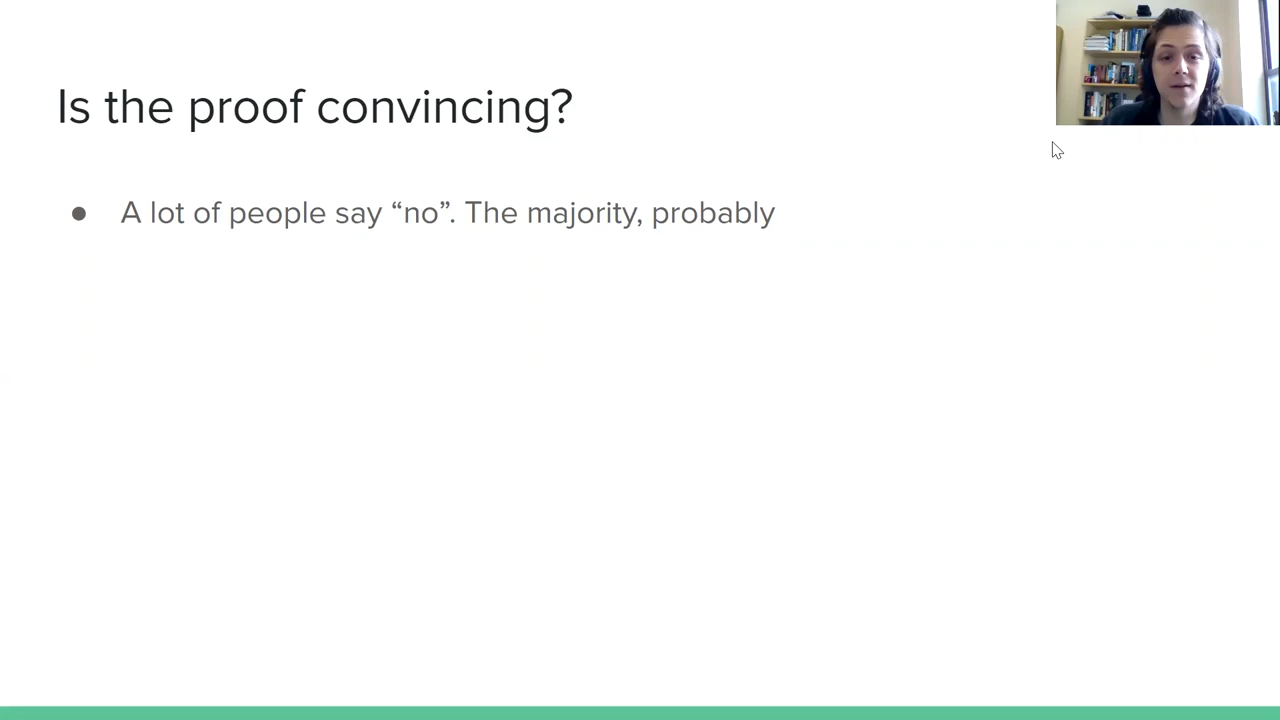 Is the proof convincing?
● A lot of people say “no”. The majority, probably